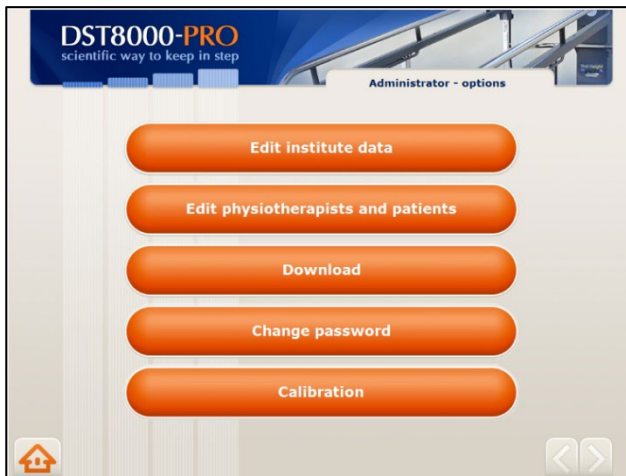 DST8000-PRO
scientific way to keep in step
Administrator - options
Edit institute data
Edit physiotherapists and patients
Download
Change password
Calibration